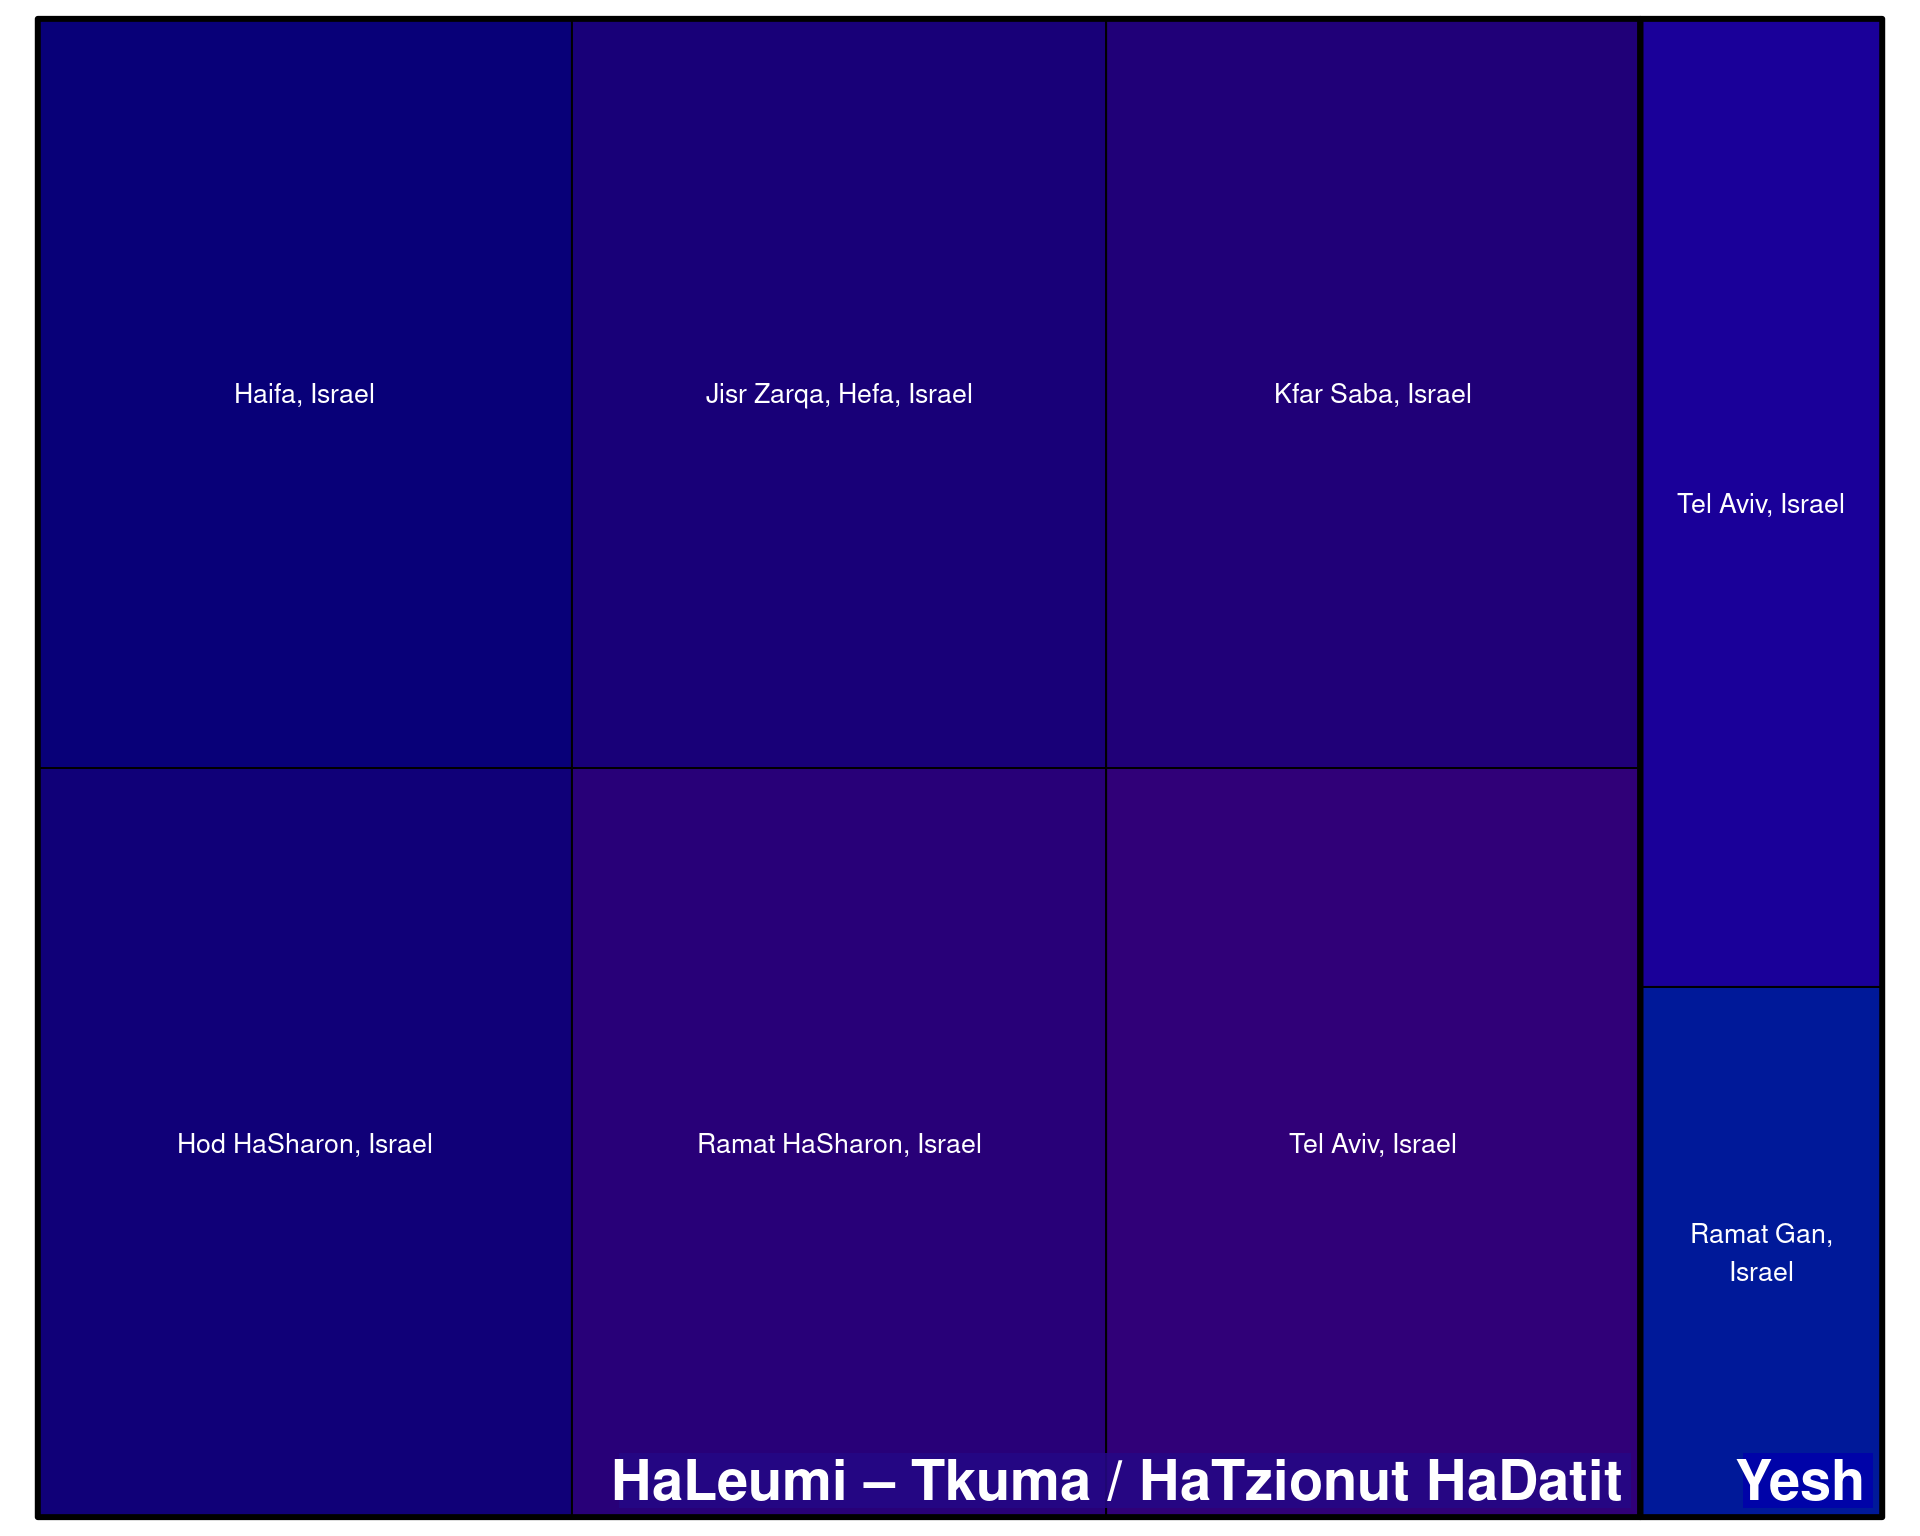 Haifa, Israel
Jisr Zarqa, Hefa, Israel
Kfar Saba, Israel
Tel Aviv, Israel
Hod HaSharon, Israel
Ramat HaSharon, Israel
Tel Aviv, Israel
Ramat Gan,
Israel
HaLeumi – Tkuma / HaTzionut HaDatit
Yesh